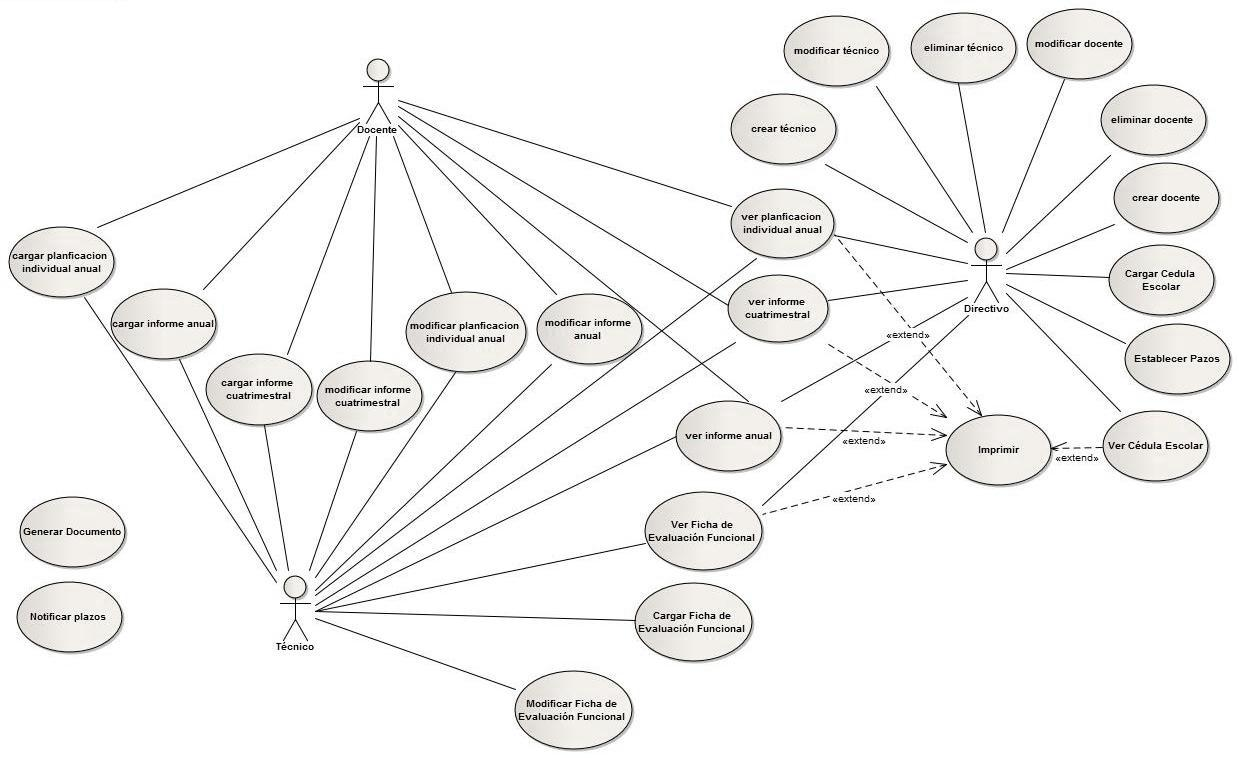 modificar técnico
eliminar técnico
modificar docente
crear técnico
eliminar docente
Docente
crear docente
ver planficacion
individual anual
cargar planficacion
individual anual
Cargar Cedula
Escolar
Directivo
ver informe
cuatrimestral
cargar informe anual
modificar planficacion
individual anual
modificar informe
anual
«extend»
Establecer Pazos
cargar informe
cuatrimestral
modificar informe
cuatrimestral
«extend»
ver informe anual
«extend»
Imprimir
«extend»
Ver Cédula Escolar
«extend»
Generar Documento
Ver Ficha de
Evaluación Funcional
Notificar plazos
Cargar Ficha de
Evaluación Funcional
Técnico
Modificar Ficha de
Evaluación Funcional